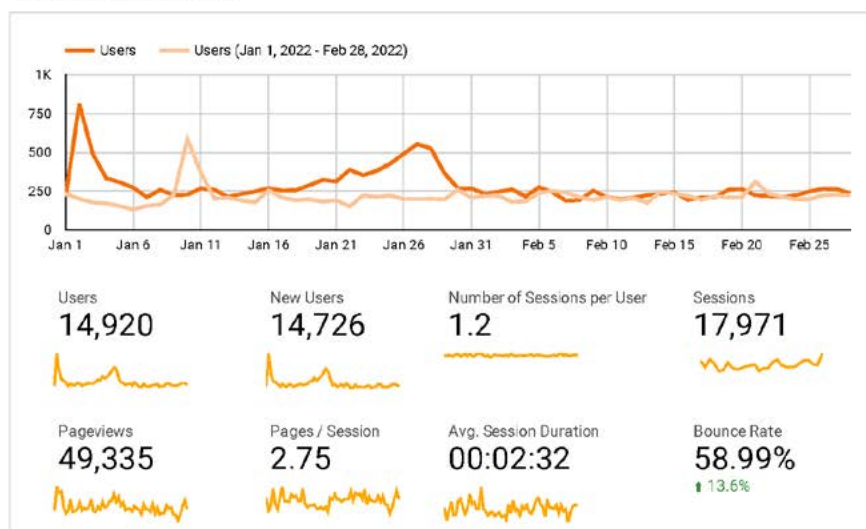 Users Users (Jan 1, 2022 - Feb 28, 2022)
1K
750
500
250
0
Jan 1 Jan 6 Jan 11 Jan 16 Jan 21 Jan 26 Jan 31 Feb 5 Feb 10 Feb 15 Feb 20 Feb 25
Users New Users Number of Sessions per User Sessions
14,920 14,726 1.2 17,971
Pageviews Pages / Session Avg. Session Duration Bounce Rate
49,335 2.75 00:02:32 58.99%
⬆ 13.6%